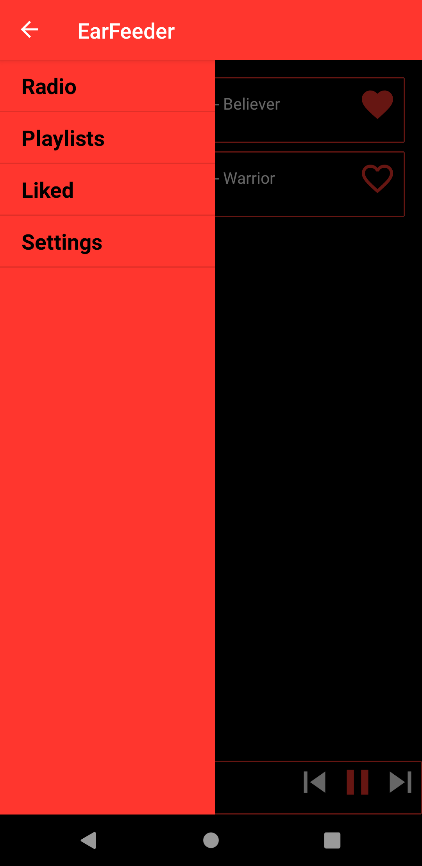 EarFeeder
Radio
- Believer
Playlists
- Warrior
Liked
Settings